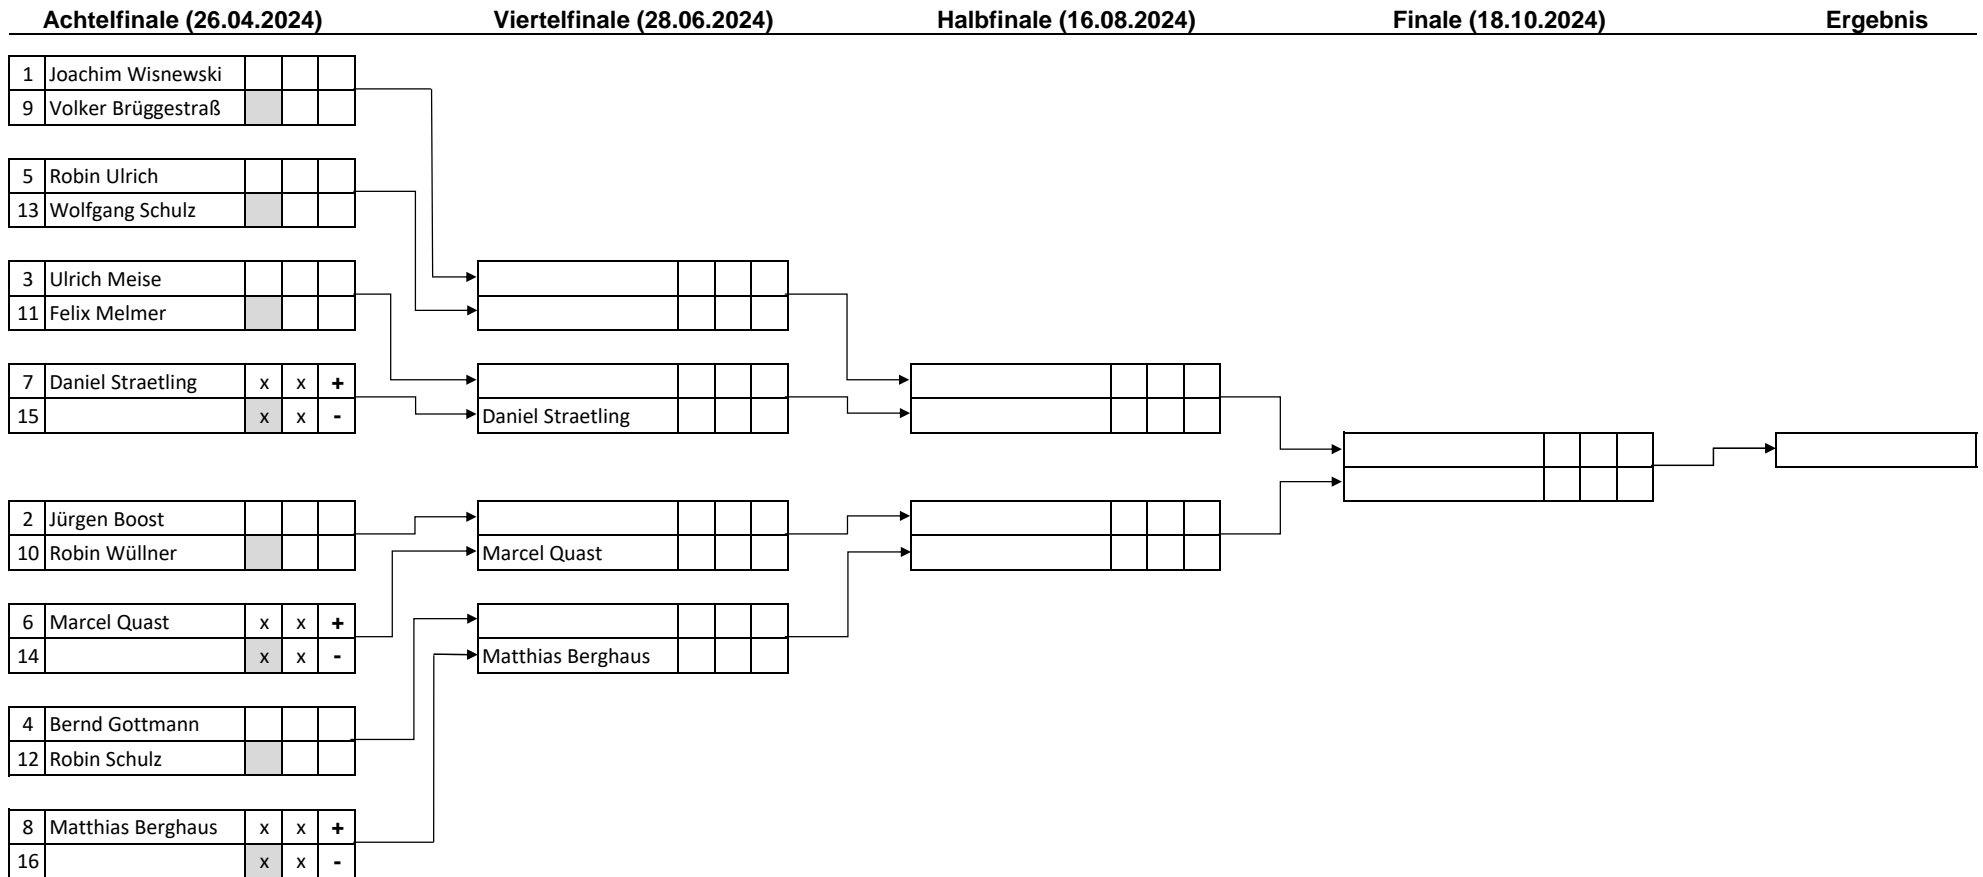 Achtelfinale (26.04.2024) Viertelfinale (28.06.2024) Halbfinale (16.08.2024) Finale (18.10.2024) Ergebnis
1 Joachim Wisnewski
9 Volker Brüggestraß
5 Robin Ulrich
13 Wolfgang Schulz
3 Ulrich Meise
11 Felix Melmer
7 Daniel Straetling x x +
15 x x - Daniel Straetling
2 Jürgen Boost
10 Robin Wüllner Marcel Quast
6 Marcel Quast x x +
14 x x - Matthias Berghaus
4 Bernd Gottmann
12 Robin Schulz
8 Matthias Berghaus x x +
16 x x -